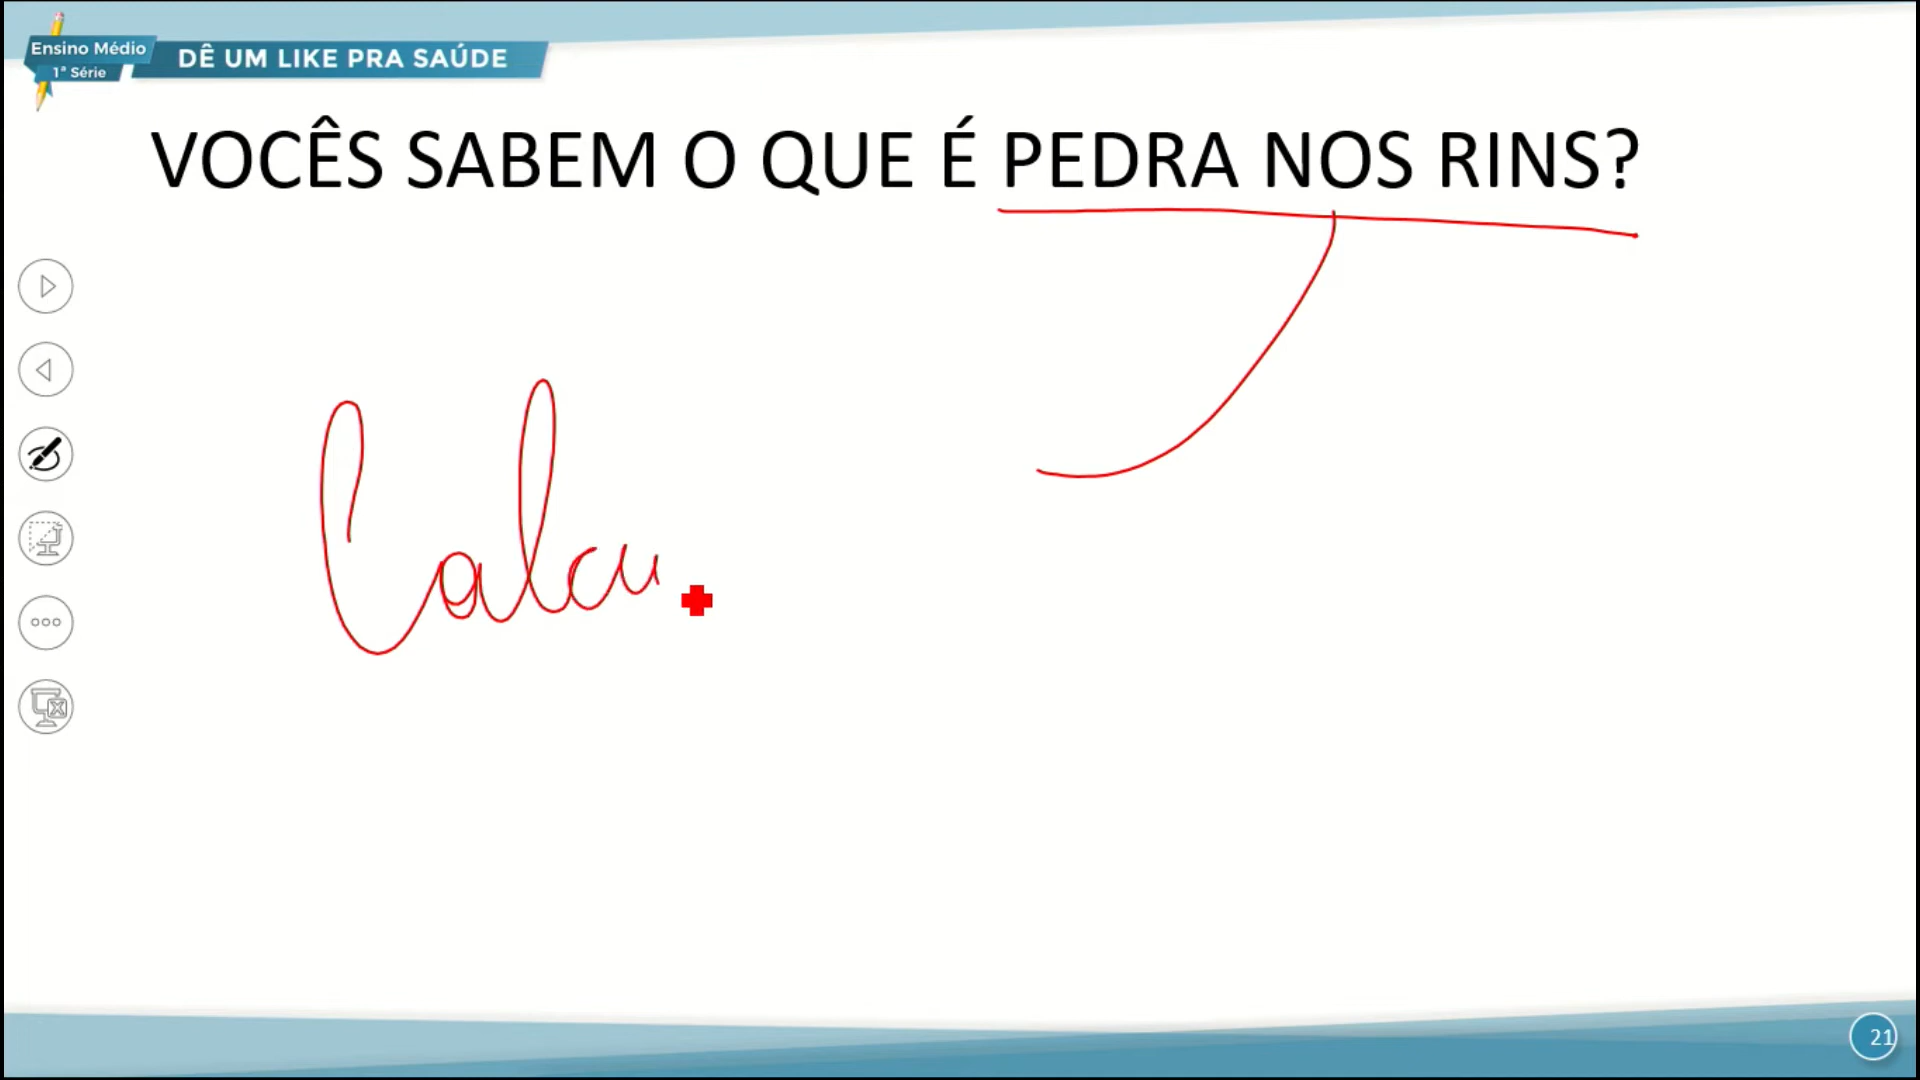 Ensino Médio
1ª Série
DÊ UM LIKE PRA SAÚDE
VOCÊS SABEM O QUE É PEDRA NOS RINS?
Calcu
21